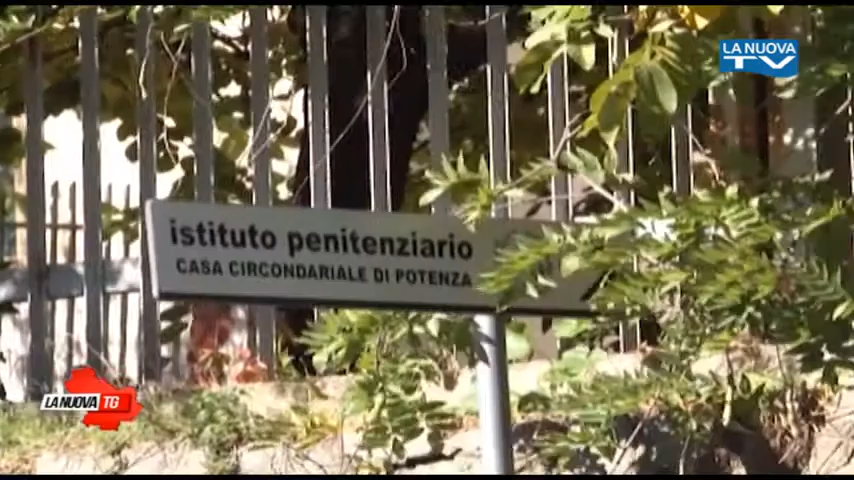 LA NUOVA
TV
istituto penitenziario
CASA CIRCONDARIALE DI POTENZA
LA NUOVA TG